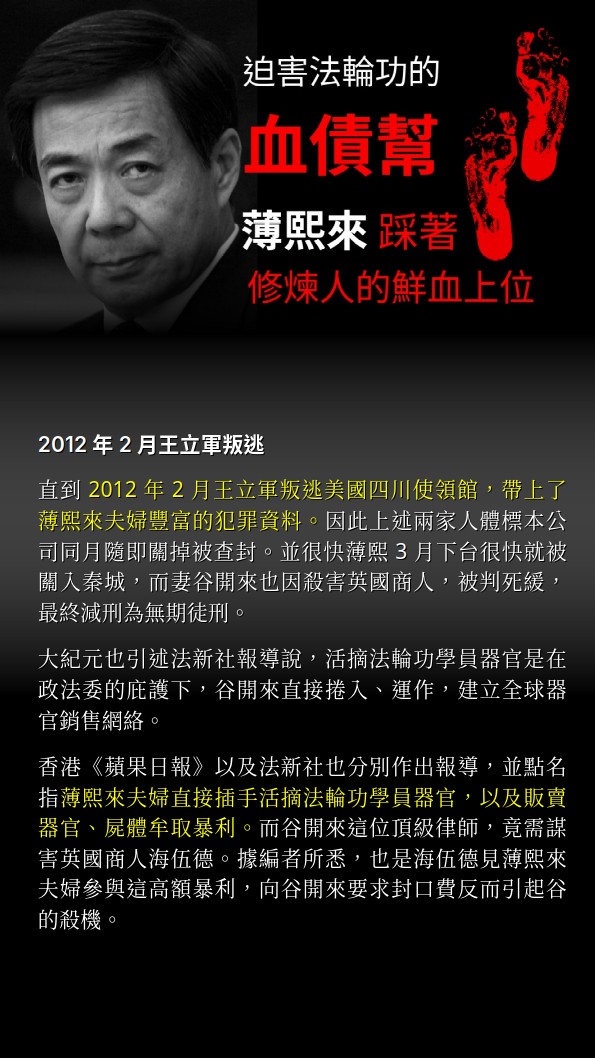 迫害法輪功的
血債幫
薄熙來 踩著
修煉人的鮮血上位
2012 年 2 月王立軍叛逃
直到 2012 年 2 月王立軍叛逃美國四川使領館，帶上了
薄熙來夫婦豐富的犯罪資料。因此上述兩家人體標本公
司同月隨即關掉被查封。並很快薄熙 3 月下台很快就被
關入秦城，而妻谷開來也因殺害英國商人，被判死緩，
最終減刑為無期徒刑。
大紀元也引述法新社報導說，活摘法輪功學員器官是在
政法委的庇護下，谷開來直接捲入、運作，建立全球器
官銷售網絡。
香港《蘋果日報》以及法新社也分別作出報導，並點名
指薄熙來夫婦直接插手活摘法輪功學員器官，以及販賣
器官、屍體牟取暴利。而谷開來這位頂級律師，竟需謀
害英國商人海伍德。據編者所悉，也是海伍德見薄熙來
夫婦參與這高額暴利，向谷開來要求封口費反而引起谷
的殺機。